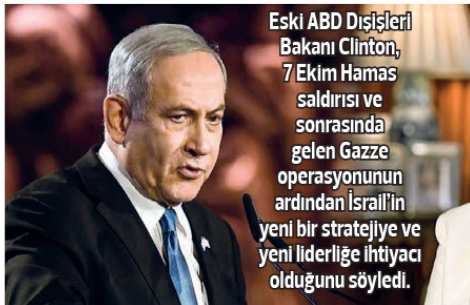 Eski ABD Dışişleri
Bakanı Clinton,
7 Ekim Hamas
saldırısı ve
sonrasında
gelen Gazze
operasyonunun
ardından İsrail'in
yeni bir stratejiye ve
yeni liderliğe ihtiyacı
olduğunu söyledi.